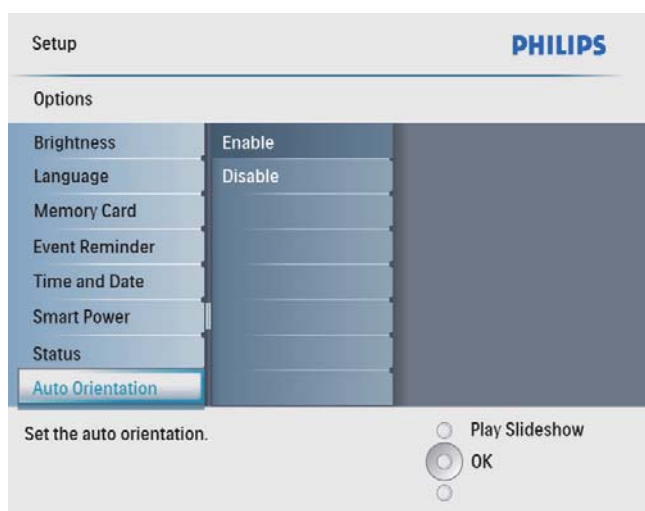 Setup
PHILIPS
Options
Brightness
Enable
Language
Disable
Memory Card
Event Reminder
Time and Date
Smart Power
Status
Auto Orientation
Set the auto orientation.
Play Slideshow
OK